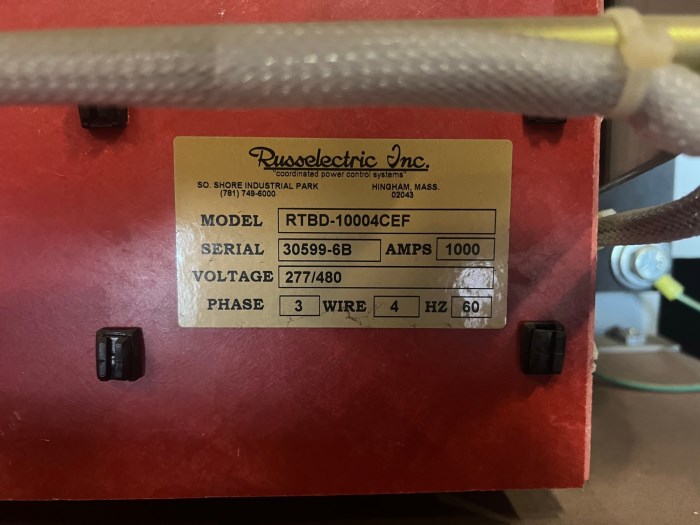 Russelectric Inc.
"coordinated power control systems"
SO. SHORE INDUSTRIAL PARK HINGHAM, MASS.
(781) 749-6000 02043
MODEL RTBD-10004CEF
SERIAL 30599-6B AMPS 1000
VOLTAGE 277/480
PHASE 3 WIRE 4 HZ 60